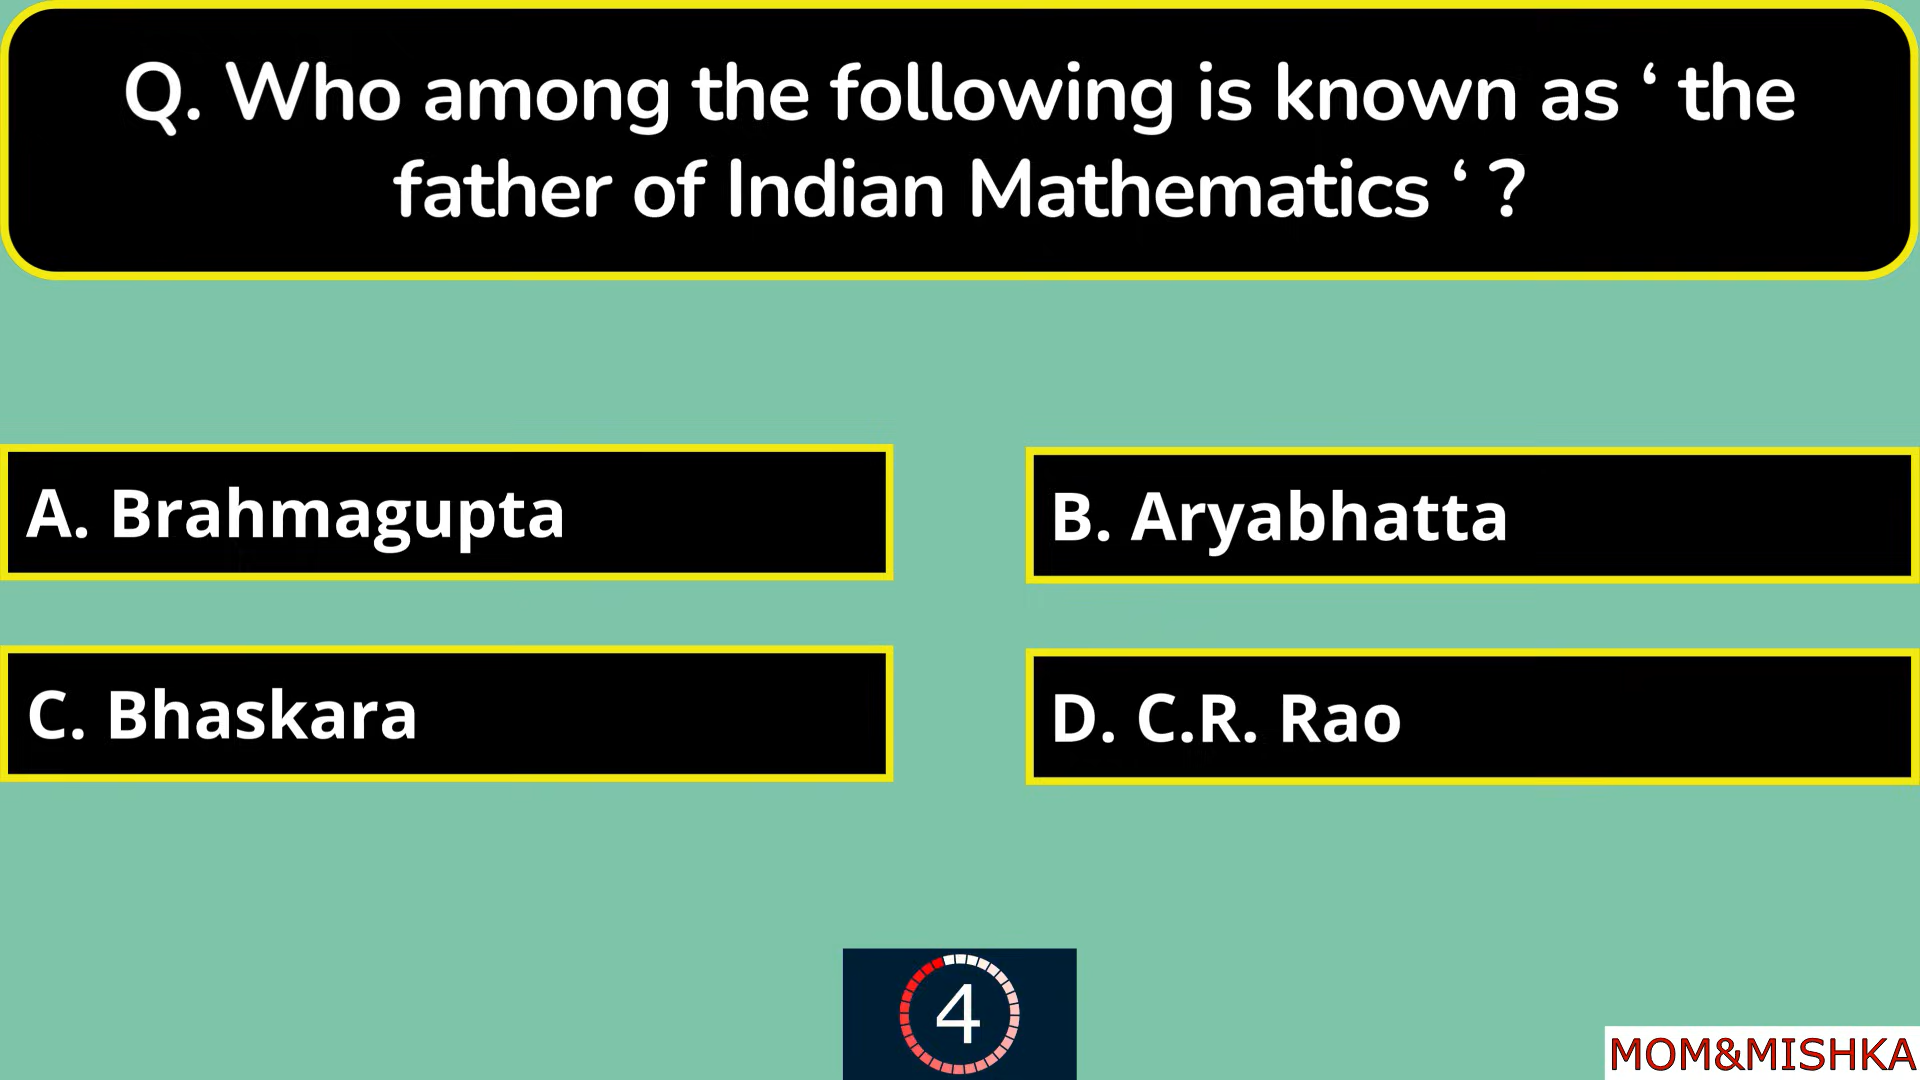 Q. Who among the following is known as ‘ the
father of Indian Mathematics ‘ ?
A. Brahmagupta
B. Aryabhatta
C. Bhaskara
D. C.R. Rao
4
MOM&MISHKA